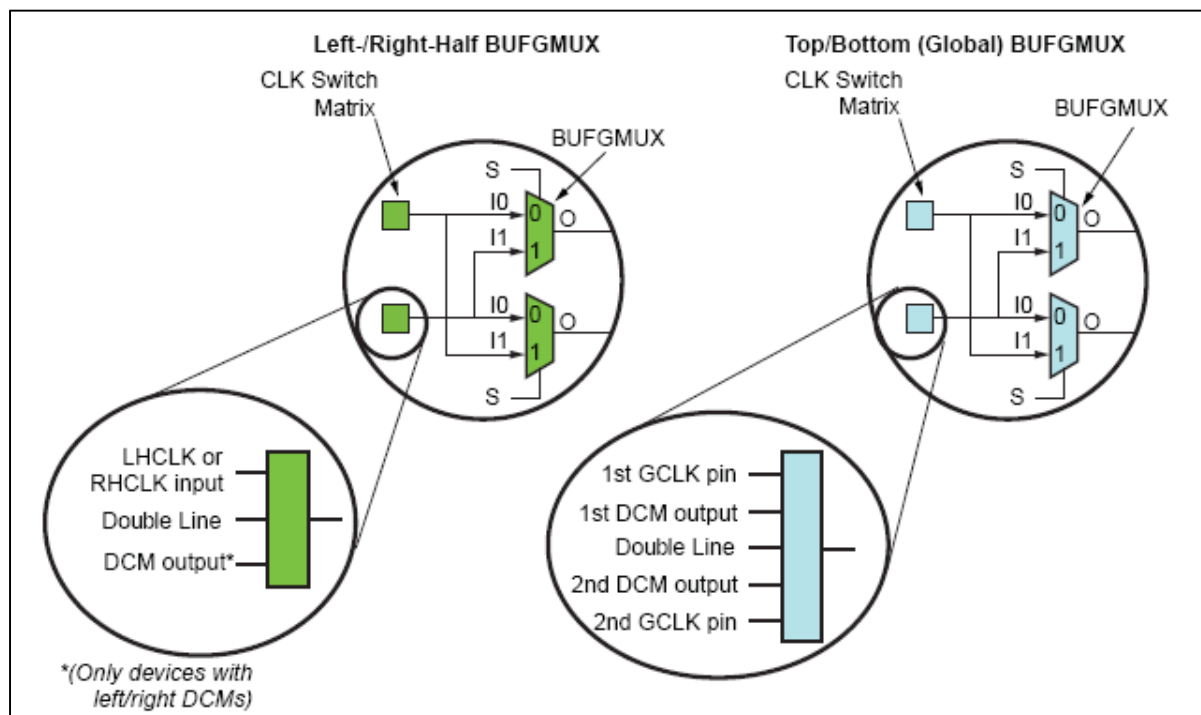 Left-/Right-Half BUFGMUX
CLK Switch
Matrix
BUFGMUX
S
I0
0
O
I1
1
I0
0
O
I1
1
S
LHCLK or
RHCLK input
Double Line
DCM output*
*(Only devices with
left/right DCMs)
Top/Bottom (Global) BUFGMUX
CLK Switch
Matrix
BUFGMUX
S
I0
0
O
I1
1
I0
0
O
I1
1
S
1st GCLK pin
1st DCM output
Double Line
2nd DCM output
2nd GCLK pin